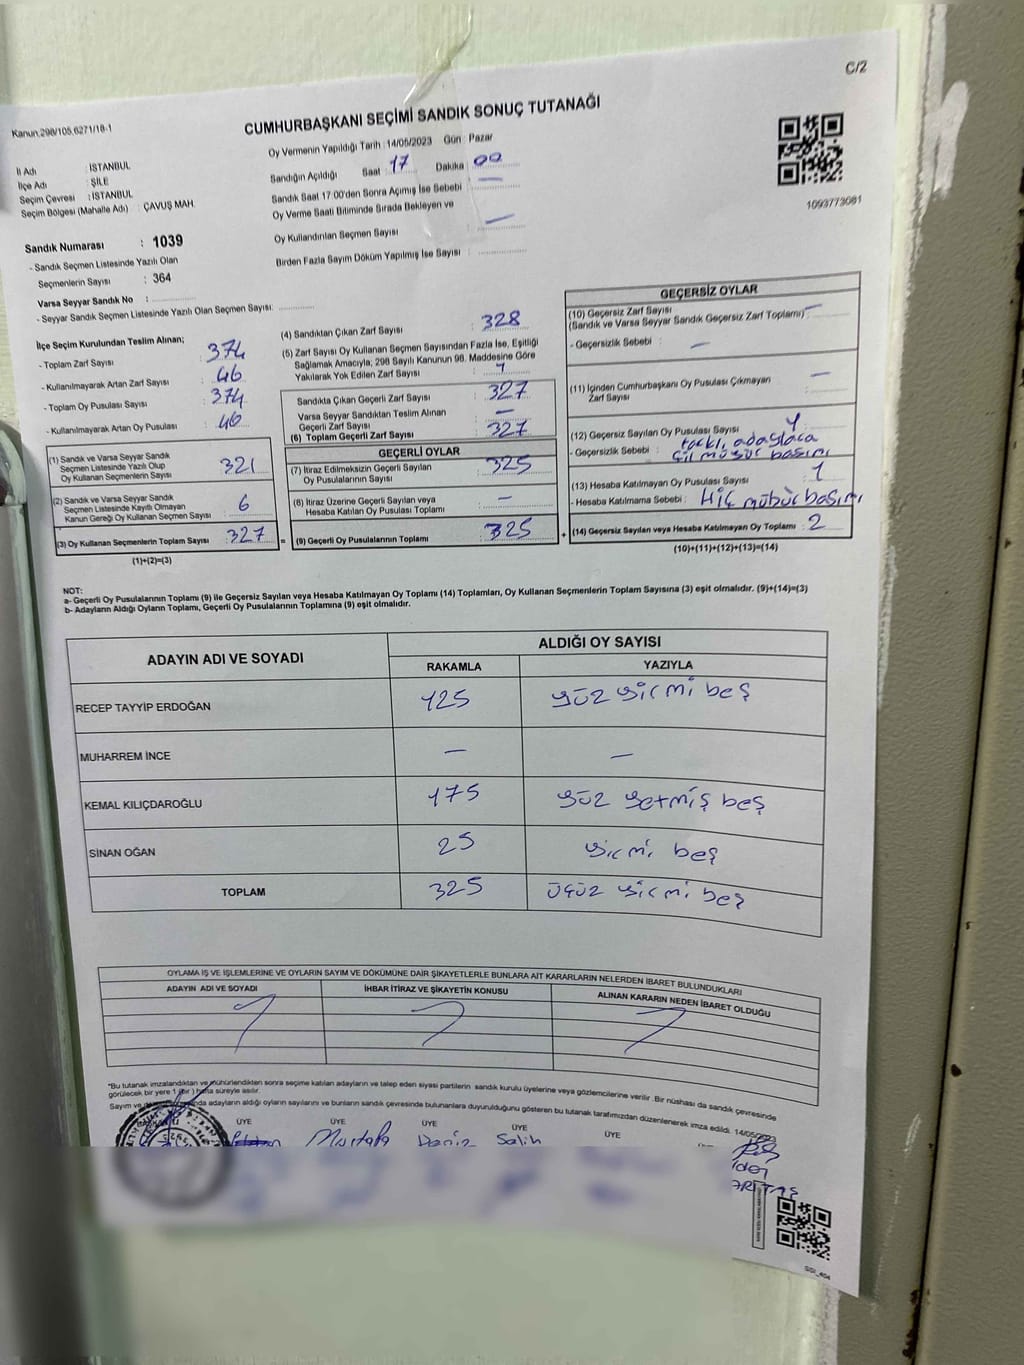 C/2
Kanun,298/105,6271/18-1
CUMHURBAŞKANI SEÇİMİ SANDIK SONUÇ TUTANAĞI
İl Adı : İSTANBUL
İlçe Adı : ŞİLE
Seçim Çevresi : İSTANBUL
Seçim Bölgesi (Mahalle Adı) : ÇAVUŞ MAH.
Oy Vermenin Yapıldığı Tarih : 14/05/2023 Gün : Pazar
Sandığın Açıldığı Saat : 17 Dakika : 00
Sandık Saat 17:00'den Sonra Açımış İse Sebebi : —
Oy Verme Saati Bitiminde Sırada Bekleyen ve
Oy Kullandırılan Seçmen Sayısı : —
Birden Fazla Sayım Döküm Yapılmış İse Sayısı :
1093773081
Sandık Numarası : 1039
- Sandık Seçmen Listesinde Yazılı Olan
Seçmenlerin Sayısı : 364
Varsa Seyyar Sandık No :
- Seyyar Sandık Seçmen Listesinde Yazılı Olan Seçmen Sayısı:
İlçe Seçim Kurulundan Teslim Alınan;
- Toplam Zarf Sayısı : 374
- Kullanılmayarak Artan Zarf Sayısı : 46
- Toplam Oy Pusulası Sayısı : 374
- Kullanılmayarak Artan Oy Pusulası : 46
(1) Sandık ve Varsa Seyyar Sandık
Seçmen Listesinde Yazılı Olup
Oy Kullanan Seçmenlerin Sayısı : 321
(2) Sandık ve Varsa Seyyar Sandık
Seçmen Listesinde Kayıtlı Olmayan
Kanun Gereği Oy Kullanan Seçmen Sayısı : 6
(3) Oy Kullanan Seçmenlerin Toplam Sayısı : 327
(1)+(2)=(3)
(4) Sandıktan Çıkan Zarf Sayısı : 328
(5) Zarf Sayısı Oy Kullanan Seçmen Sayısından Fazla İse, Eşitliği
Sağlamak Amacıyla; 298 Sayılı Kanunun 98. Maddesine Göre
Yakılarak Yok Edilen Zarf Sayısı : 1
Sandıkta Çıkan Geçerli Zarf Sayısı : 327
Varsa Seyyar Sandıktan Teslim Alınan
Geçerli Zarf Sayısı : —
(6) Toplam Geçerli Zarf Sayısı : 327
GEÇERLİ OYLAR
(7) İtiraz Edilmeksizin Geçerli Sayılan
Oy Pusulalarının Sayısı : 325
(8) İtiraz Üzerine Geçerli Sayılan veya
Hesaba Katılan Oy Pusulası Toplamı : —
= (9) Geçerli Oy Pusulalarının Toplamı : 325
GEÇERSİZ OYLAR
(10) Geçersiz Zarf Sayısı
(Sandık ve Varsa Seyyar Sandık Geçersiz Zarf Toplamı) : —
- Geçersizlik Sebebi : —
(11) İçinden Cumhurbaşkanı Oy Pusulası Çıkmayan
Zarf Sayısı : —
(12) Geçersiz Sayılan Oy Pusulası Sayısı : 1
- Geçersizlik Sebebi : farklı, adaylara
mühür basımı
(13) Hesaba Katılmayan Oy Pusulası Sayısı : 1
- Hesaba Katılmama Sebebi : Hiç mühür basımı
+ (14) Geçersiz Sayılan veya Hesaba Katılmayan Oy Toplamı : 2
(10)+(11)+(12)+(13)=(14)
NOT:
a- Geçerli Oy Pusulalarının Toplamı (9) ile Geçersiz Sayılan veya Hesaba Katılmayan Oy Toplamı (14) Toplamları, Oy Kullanan Seçmenlerin Toplam Sayısına (3) eşit olmalıdır. (9)+(14)=(3)
b- Adayların Aldığı Oyların Toplamı, Geçerli Oy Pusulalarının Toplamına (9) eşit olmalıdır.
ADAYIN ADI VE SOYADI ALDIĞI OY SAYISI
RAKAMLA YAZIYLA
RECEP TAYYİP ERDOĞAN 125 yüz yirmi beş
MUHARREM İNCE — —
KEMAL KILIÇDAROĞLU 175 yüz yetmiş beş
SİNAN OĞAN 25 yirmi beş
TOPLAM 325 üçüz yirmi beş
OYLAMA İŞ VE İŞLEMLERİNE VE OYLARIN SAYIM VE DÖKÜMÜNE DAİR ŞİKAYETLERLE BUNLARA AİT KARARLARIN NELERDEN İBARET BULUNDUKLARI
ADAYIN ADI VE SOYADI İHBAR İTİRAZ VE ŞİKAYETİN KONUSU ALINAN KARARIN NEDEN İBARET OLDUĞU
*Bu tutanak imzalandıktan ve mühürlendikten sonra seçime katılan adayların ve talep eden siyasi partilerin sandık kurulu üyelerine veya gözlemcilerine verilir. Bir nüshası da sandık çevresinde
görülecek bir yere 1 (bir) hafta süreyle asılır.
Sayım ve adayların aldığı oyların sayılarını ve bunların sandık çevresinde bulunanlara duyurulduğunu gösteren bu tutanak tarafımızdan düzenlenerek imza edildi. 14/05/2023
ÜYE ÜYE ÜYE ÜYE ÜYE
Mustafa Deniz Salih